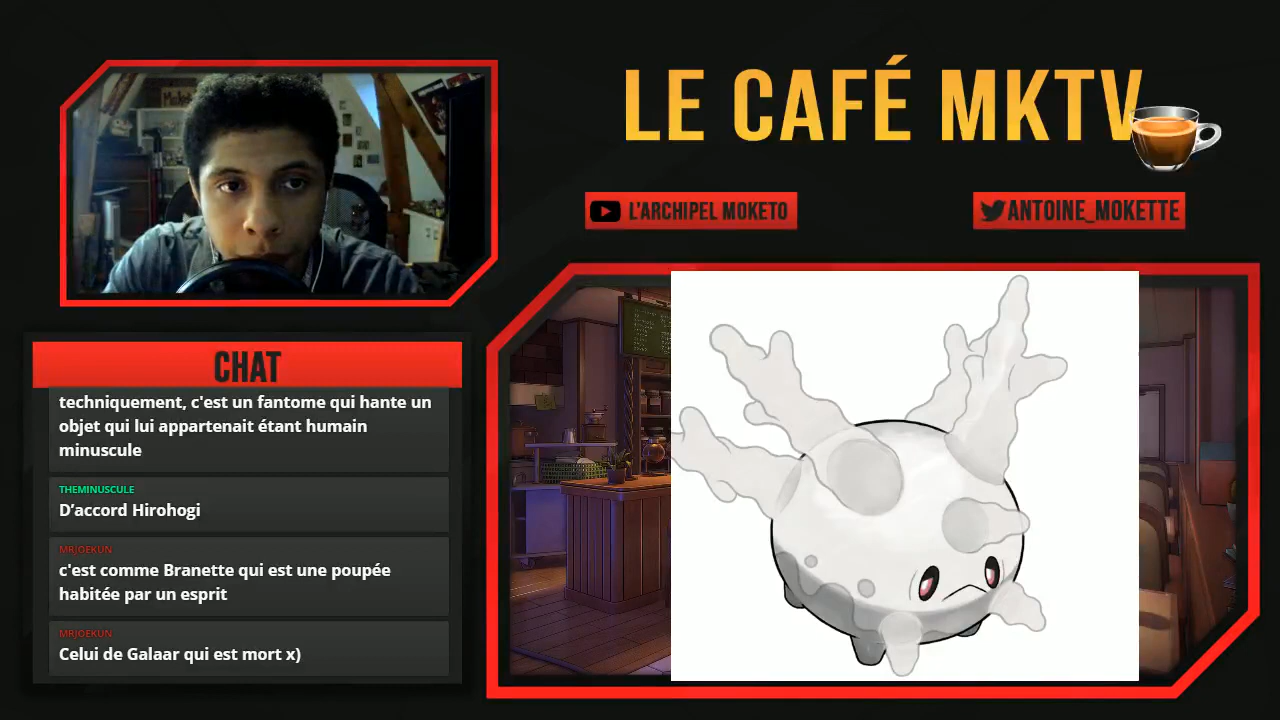 LE CAFÉ MKTV
L'ARCHIPEL MOKETO
ANTOINE_MOKETTE
CHAT
techniquement, c'est un fantome qui hante un
objet qui lui appartenait étant humain
minuscule
THEMINUSCULE
D'accord Hirohogi
MRJOEKUN
c'est comme Branette qui est une poupée
habitée par un esprit
MRJOEKUN
Celui de Galaar qui est mort x)